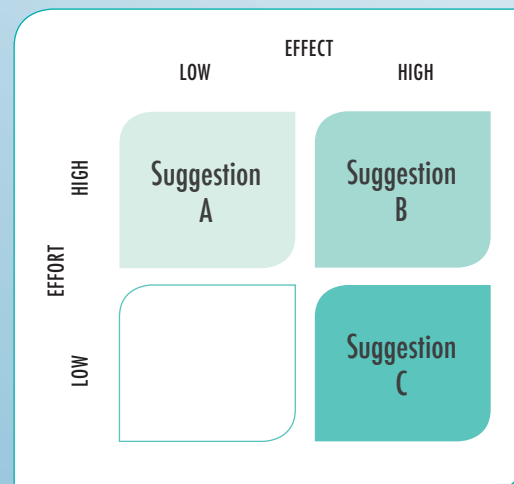 EFFECT
LOW HIGH
HIGH
Suggestion
A
Suggestion
B
EFFORT
LOW
Suggestion
C